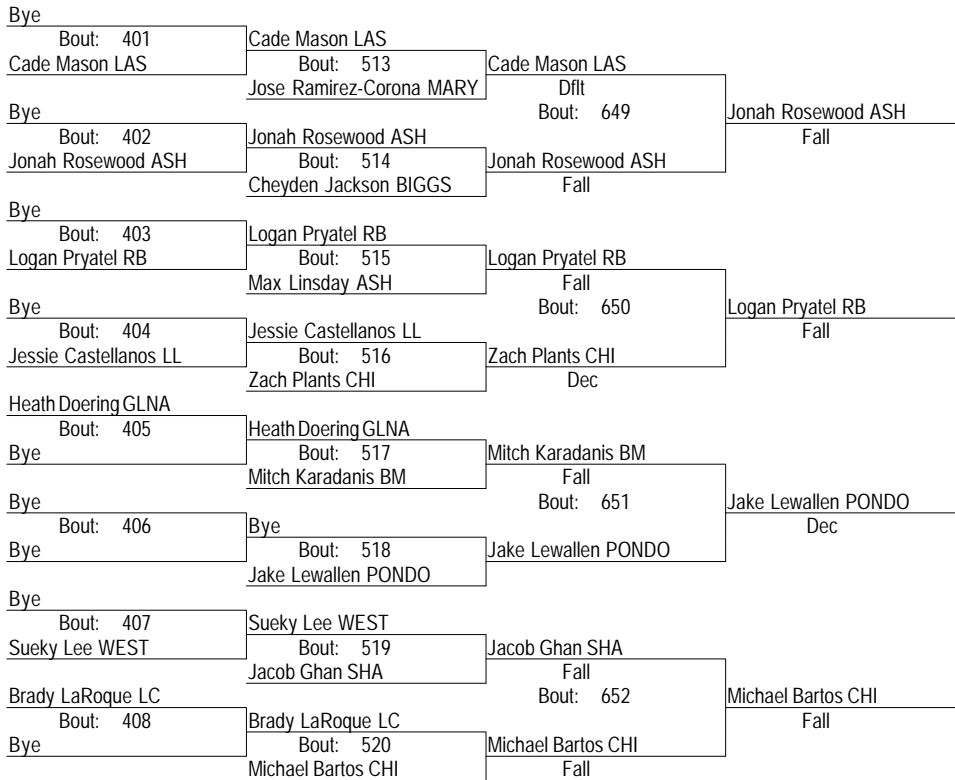 Bye
Bout: 401
Cade Mason LAS
Cade Mason LAS
Bout: 513
Jose Ramirez-Corona MARY
Cade Mason LAS
Dflt
Bout: 649
Jonah Rosewood ASH
Fall
Bye
Bout: 402
Jonah Rosewood ASH
Jonah Rosewood ASH
Bout: 514
Cheyden Jackson BIGGS
Jonah Rosewood ASH
Fall
Bye
Bout: 403
Logan Pryatel RB
Logan Pryatel RB
Bout: 515
Max Linsday ASH
Logan Pryatel RB
Fall
Bout: 650
Logan Pryatel RB
Fall
Bye
Bout: 404
Jessie Castellanos LL
Jessie Castellanos LL
Bout: 516
Zach Plants CHI
Zach Plants CHI
Dec
Heath Doering GLNA
Bout: 405
Bye
Heath Doering GLNA
Bout: 517
Mitch Karadanis BM
Mitch Karadanis BM
Fall
Bout: 651
Jake Lewallen PONDO
Dec
Bye
Bout: 406
Bye
Bye
Bout: 518
Jake Lewallen PONDO
Jake Lewallen PONDO
Bye
Bout: 407
Sueky Lee WEST
Sueky Lee WEST
Bout: 519
Jacob Ghan SHA
Jacob Ghan SHA
Fall
Bout: 652
Michael Bartos CHI
Fall
Brady LaRoque LC
Bout: 408
Bye
Brady LaRoque LC
Bout: 520
Michael Bartos CHI
Michael Bartos CHI
Fall